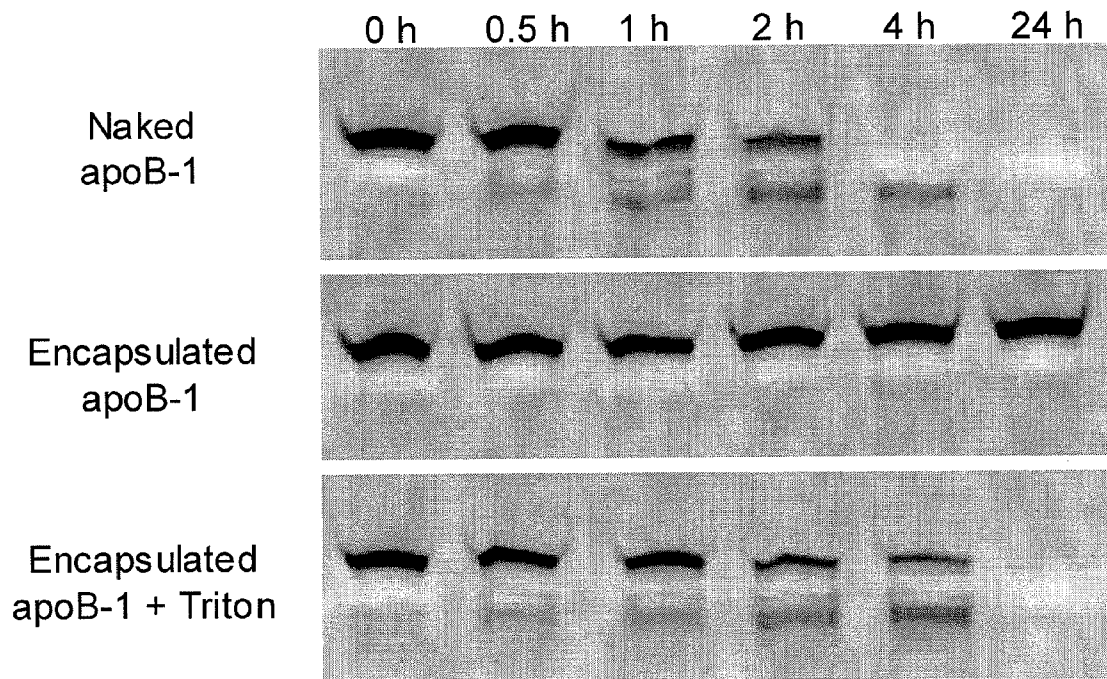 0 h 0.5 h 1 h 2 h 4 h 24 h
Naked
apoB-1
Encapsulated
apoB-1
Encapsulated
apoB-1 + Triton